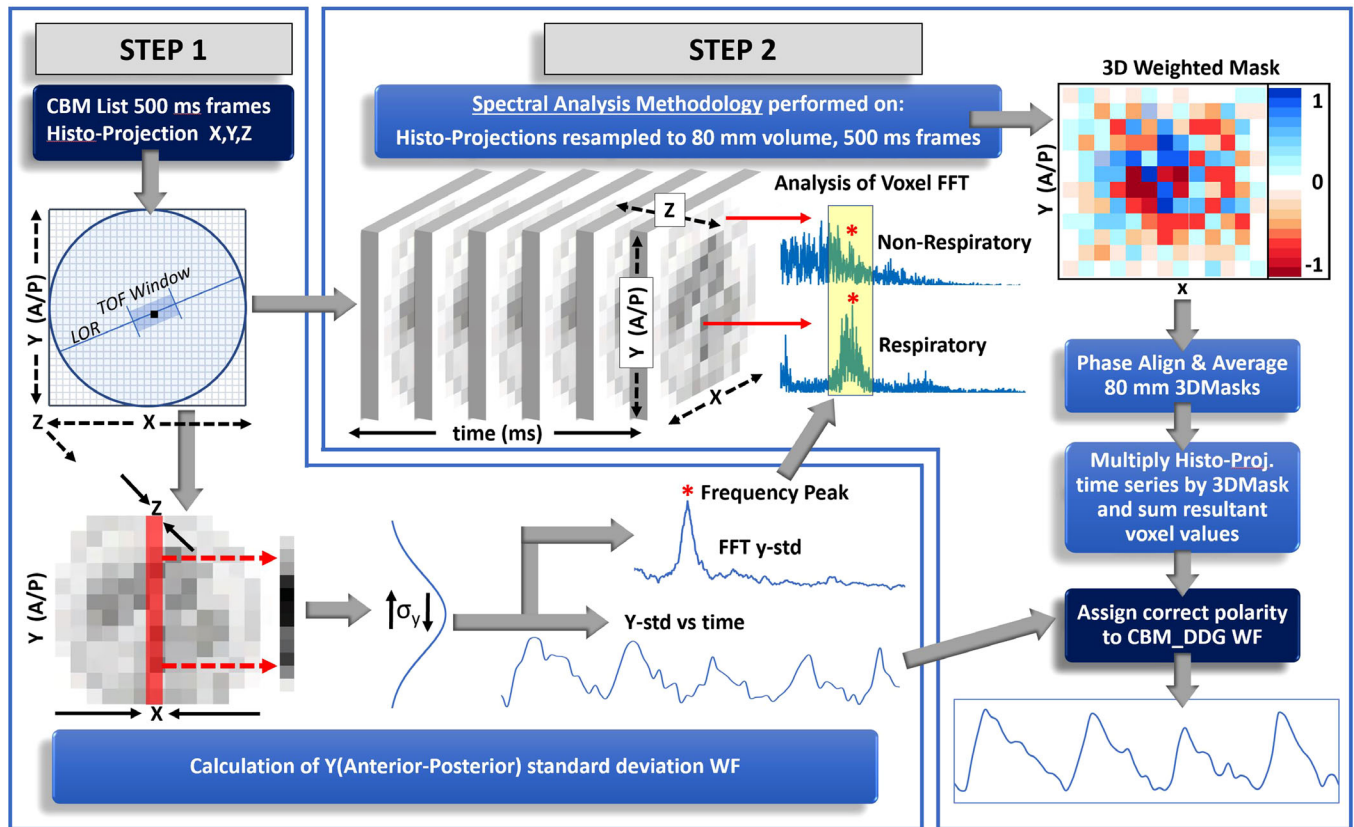 STEP 1
CBM List 500 ms frames
Histo-Projection X,Y,Z
Y (A/P)
TOF Window
LOR
Z
X
Z
Y (A/P)
X
σy
Calculation of Y(Anterior-Posterior) standard deviation WF
* Frequency Peak
FFT y-std
Y-std vs time
STEP 2
Spectral Analysis Methodology performed on:
Histo-Projections resampled to 80 mm volume, 500 ms frames
Z
Y (A/P)
X
time (ms)
Analysis of Voxel FFT
*
Non-Respiratory
*
Respiratory
3D Weighted Mask
Y (A/P)
x
1
0
-1
Phase Align & Average
80 mm 3DMasks
Multiply Histo-Proj.
time series by 3DMask
and sum resultant
voxel values
Assign correct polarity
to CBM_DDG WF